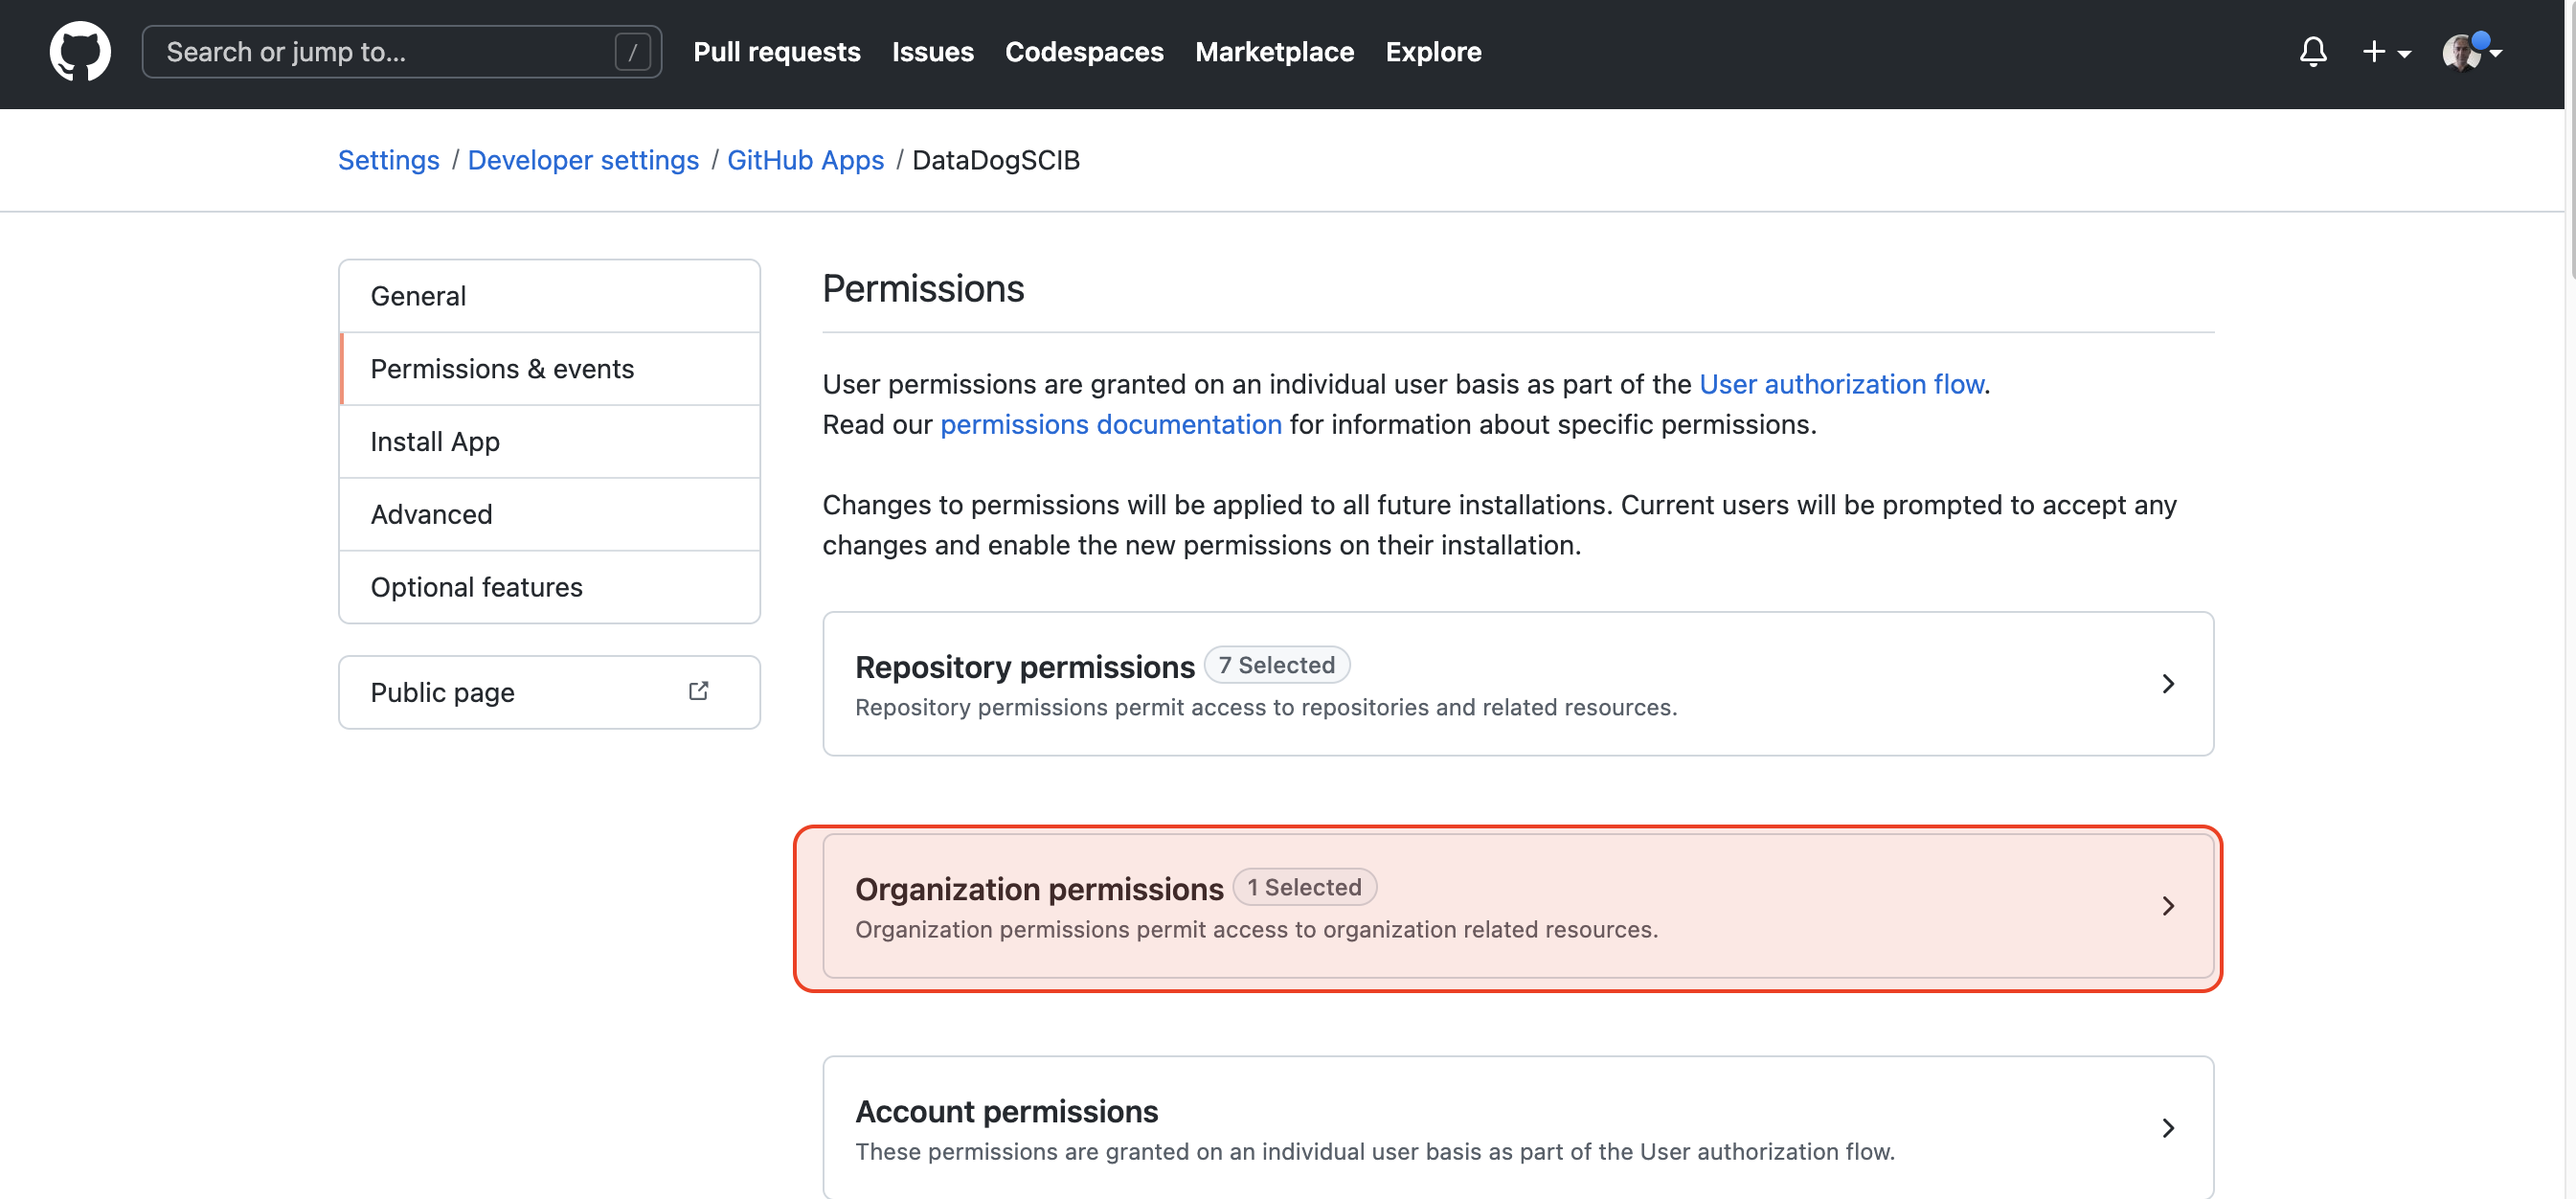 Search or jump to... /
Pull requests Issues Codespaces Marketplace Explore
Settings / Developer settings / GitHub Apps / DataDogSCIB
General
Permissions & events
Install App
Advanced
Optional features
Public page
Permissions
User permissions are granted on an individual user basis as part of the User authorization flow.
Read our permissions documentation for information about specific permissions.
Changes to permissions will be applied to all future installations. Current users will be prompted to accept any
changes and enable the new permissions on their installation.
Repository permissions 7 Selected
Repository permissions permit access to repositories and related resources.
Organization permissions 1 Selected
Organization permissions permit access to organization related resources.
Account permissions
These permissions are granted on an individual user basis as part of the User authorization flow.